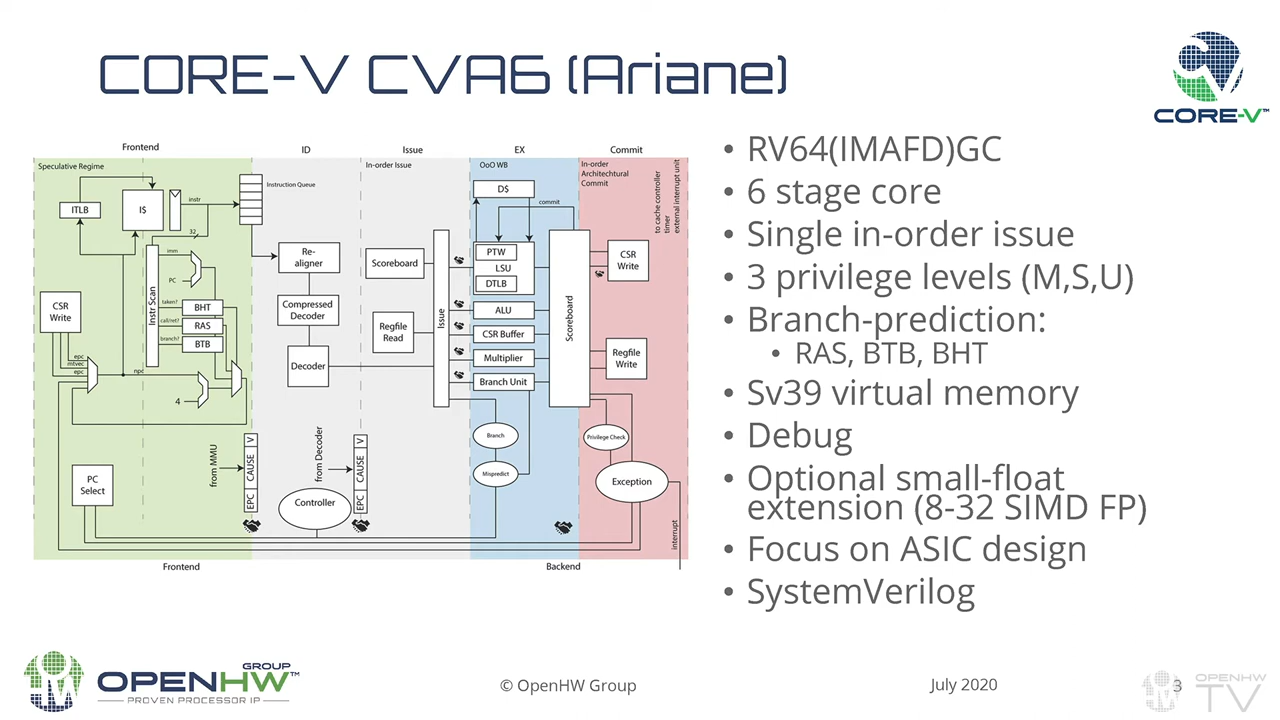 CORE-V CVA6 (Ariane)
CORE-V™
Frontend
ID
Issue
EX
Commit
Speculative Regime
In-order Issue
OoO WB
In-order
Architechtural
Commit
to cache controller
timer
external interrupt unit
ITLB
I$
instr
32
Instruction Queue
imm
PC
Instr Scan
taken?
BHT
call/ret?
RAS
branch?
BTB
CSR
Write
epc
mtvec
epc
npc
4
PC
Select
from MMU
EPC
CAUSE
V
Re-
aligner
Compressed
Decoder
Decoder
from Decoder
EPC
CAUSE
V
Controller
Scoreboard
Regfile
Read
Issue
D$
commit
PTW
LSU
DTLB
ALU
CSR Buffer
Multiplier
Branch Unit
Scoreboard
Branch
Mispredict
CSR
Write
Regfile
Write
Privilege Check
Exception
interrupt
Frontend
Backend
• RV64(IMAFD)GC
• 6 stage core
• Single in-order issue
• 3 privilege levels (M,S,U)
• Branch-prediction:
• RAS, BTB, BHT
• Sv39 virtual memory
• Debug
• Optional small-float
extension (8-32 SIMD FP)
• Focus on ASIC design
• SystemVerilog
OPENHW GROUP™
PROVEN PROCESSOR IP
© OpenHW Group
July 2020
3
OPENHW
TV